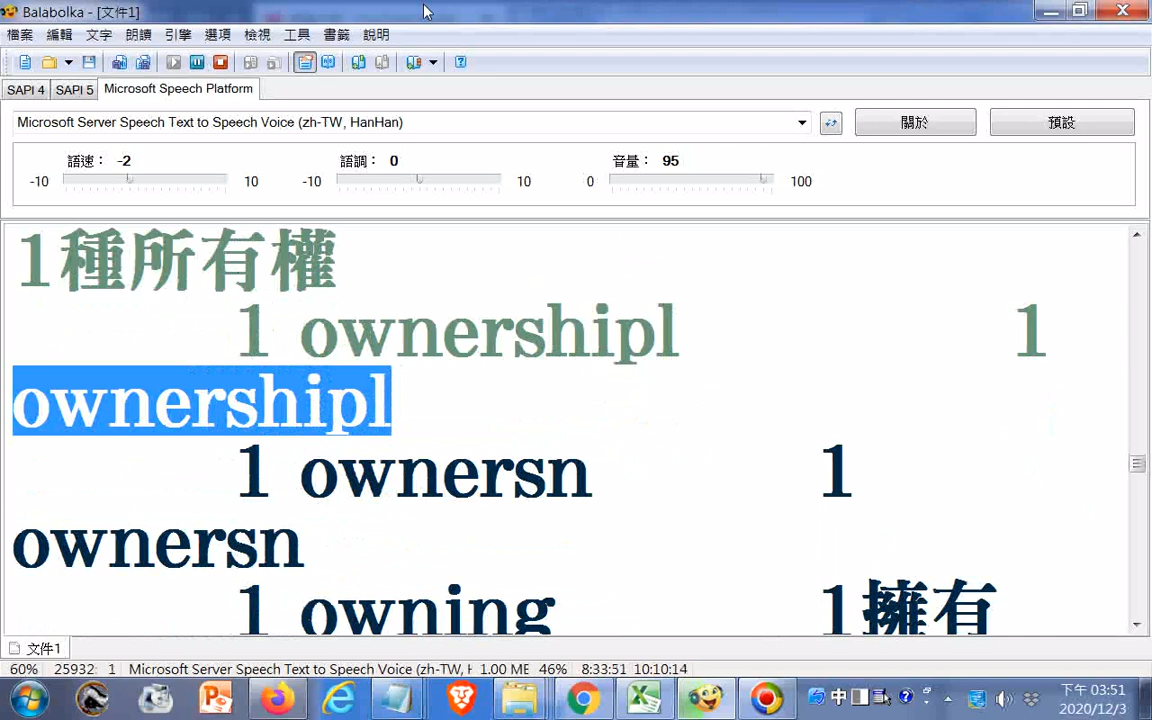 Balabolka - [文件1]
檔案 編輯 文字 朗讀 引擎 選項 檢視 工具 書籤 說明
SAPI 4 SAPI 5 Microsoft Speech Platform
Microsoft Server Speech Text to Speech Voice (zh-TW, HanHan) 關於 預設
語速： -2 語調： 0 音量： 95
-10 10 -10 10 0 100
1種所有權
1 ownershipl 1
ownershipl
1 ownersn 1
ownersn
1 owning 1擁有
文件1
60% 25932: 1 Microsoft Server Speech Text to Speech Voice (zh-TW, 1.00 ME 46% 8:33:51 10:10:14
中 下午 03:51
2020/12/3